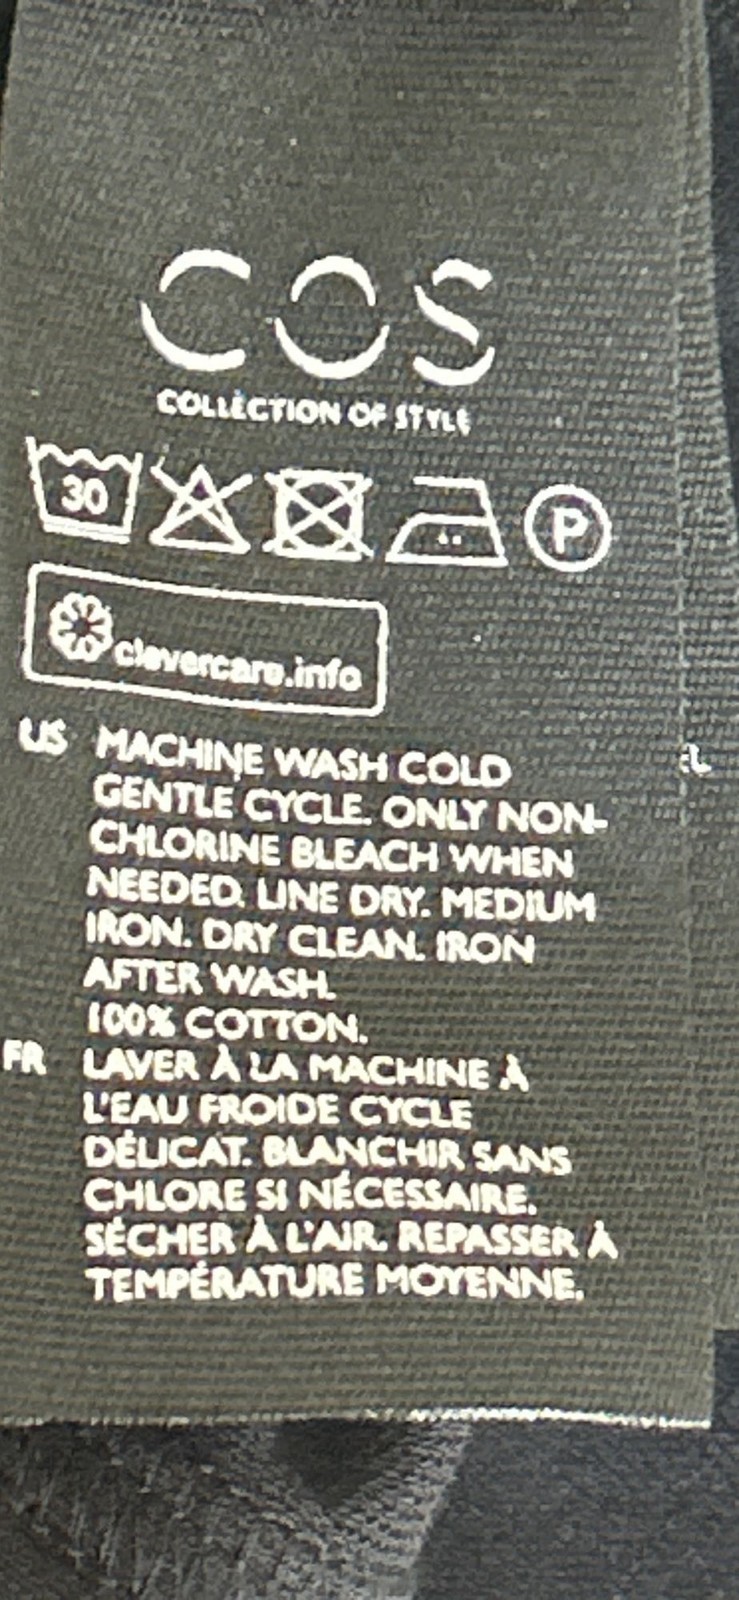 COS
COLLECTION OF STYLE
30
P
clevercare.info
US MACHINE WASH COLD
GENTLE CYCLE. ONLY NON-
CHLORINE BLEACH WHEN
NEEDED. LINE DRY. MEDIUM
IRON. DRY CLEAN. IRON
AFTER WASH.
100% COTTON.
FR LAVER À LA MACHINE À
L'EAU FROIDE CYCLE
DÉLICAT. BLANCHIR SANS
CHLORE SI NÉCESSAIRE.
SÉCHER À L'AIR. REPASSER À
TEMPÉRATURE MOYENNE.